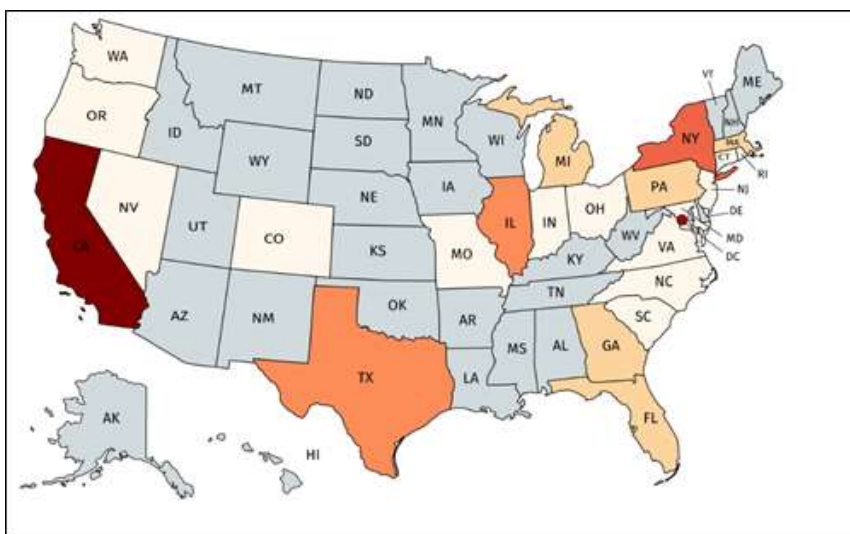 WA
OR
CA
NV
ID
MT
WY
UT
AZ
CO
NM
ND
SD
NE
KS
OK
TX
MN
IA
MO
AR
LA
WI
IL
MI
IN
OH
KY
TN
MS
AL
GA
FL
SC
NC
VA
WV
PA
NY
VT
NH
ME
MA
CT
RI
NJ
DE
MD
DC
AK
HI